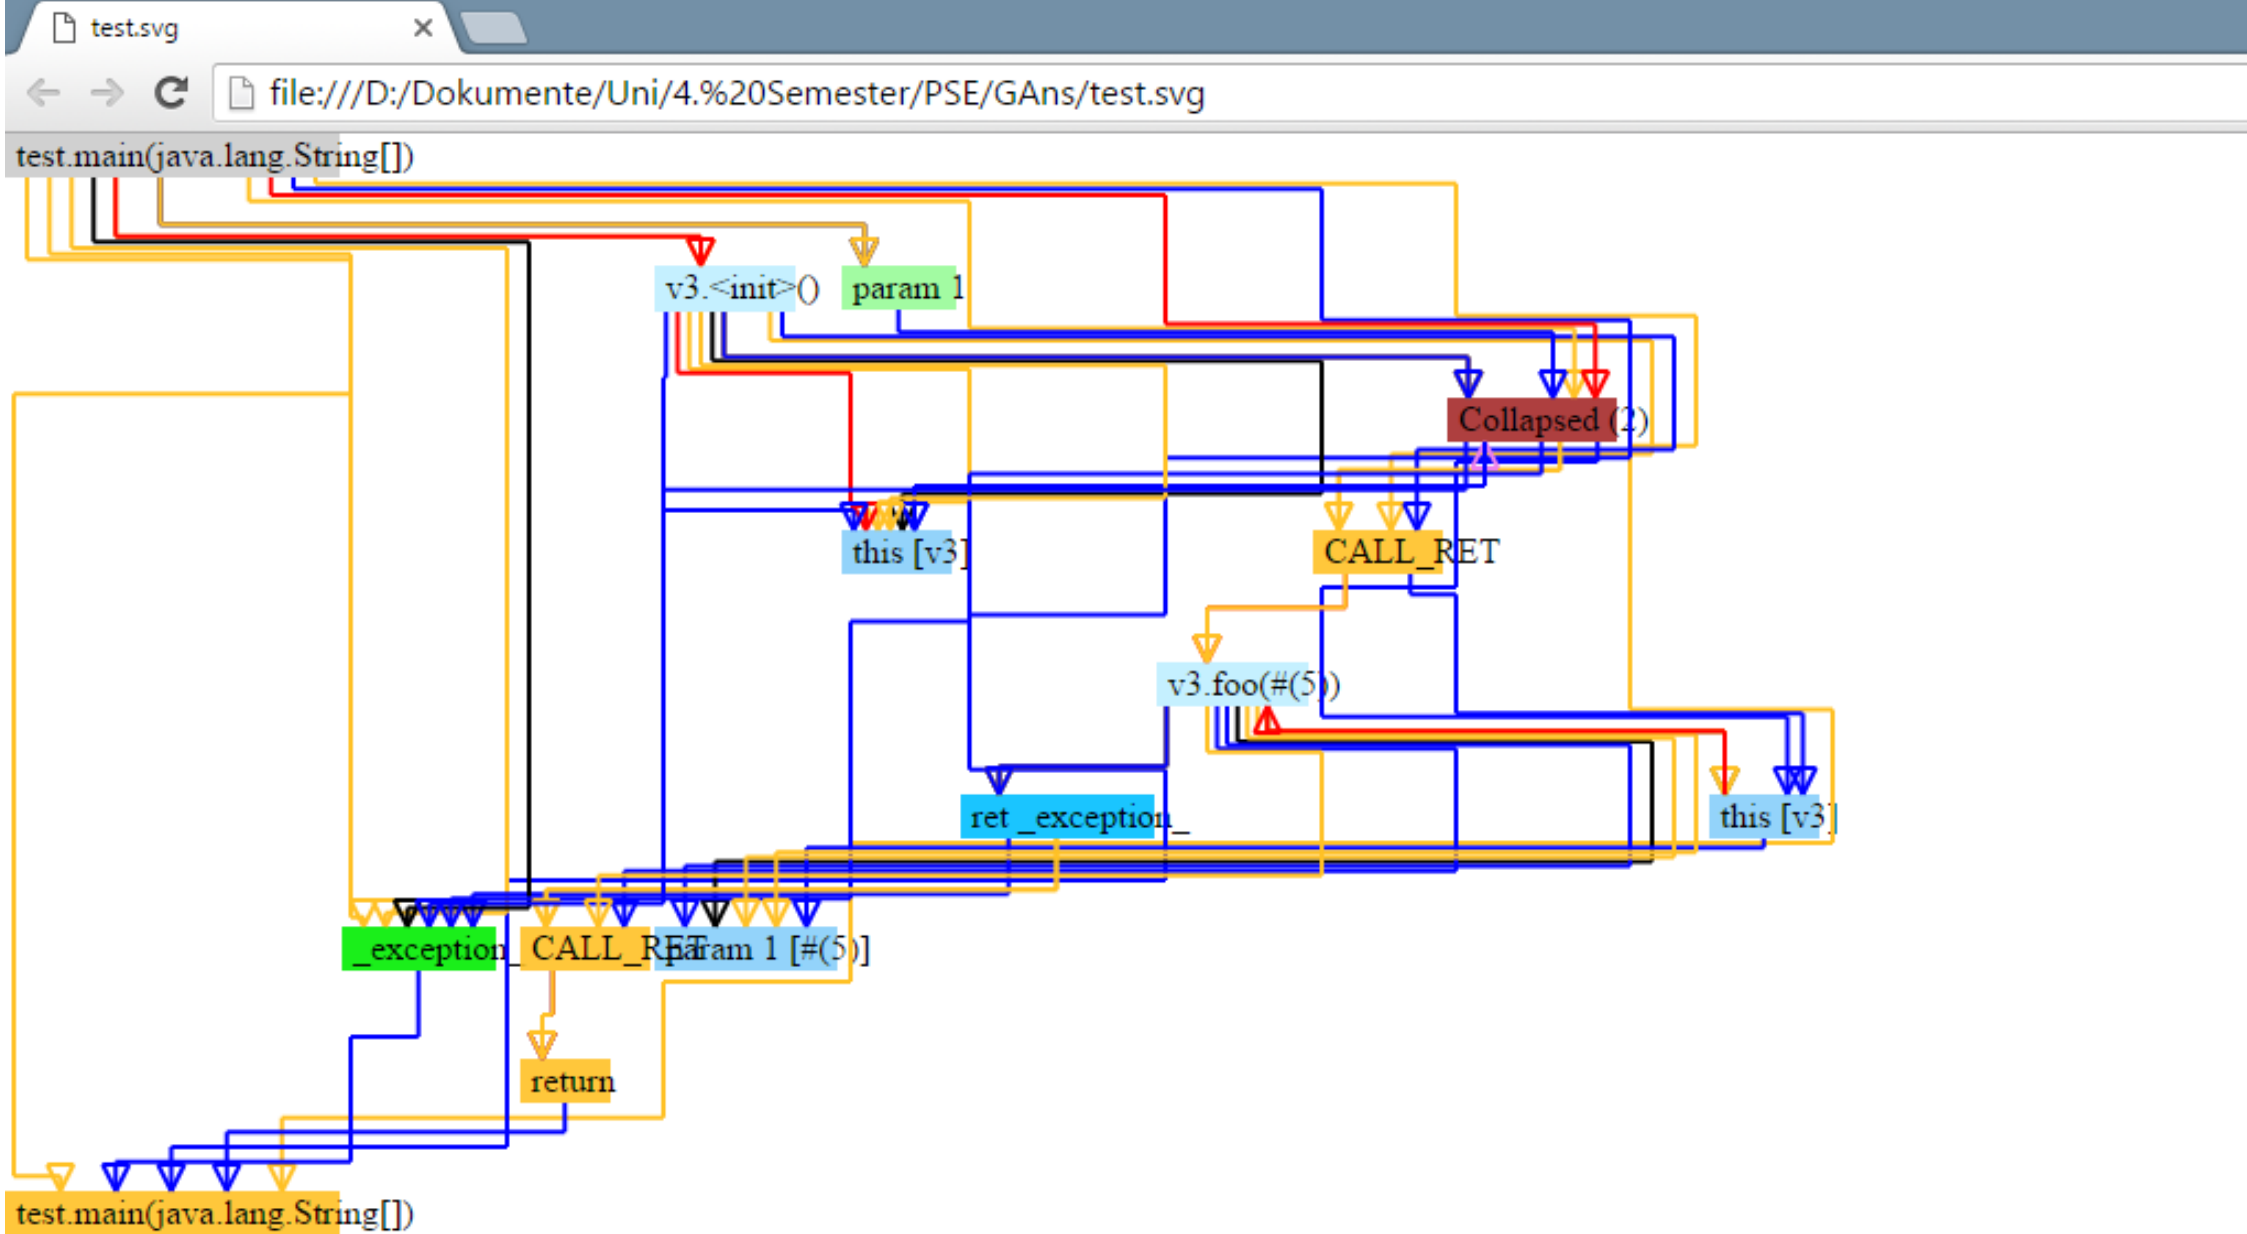 test.svg
file:///D:/Dokumente/Uni/4.%20Semester/PSE/GAns/test.svg
test.main(java.lang.String[])
v3.<init>()
param 1
Collapsed (2)
this [v3]
CALL_RET
v3.foo(#(5))
ret _exception_
this [v3]
_exception_
CALL_RET
param 1 [#(5)]
return
test.main(java.lang.String[])